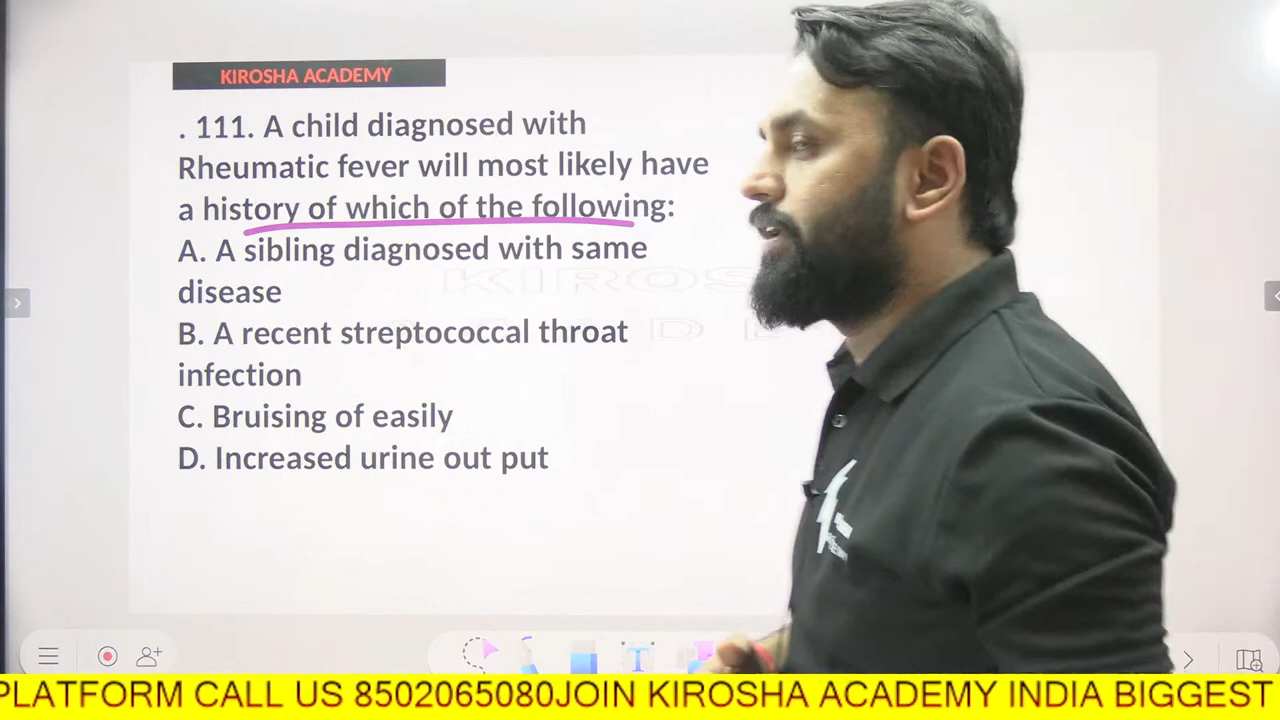 KIROSHA ACADEMY
. 111. A child diagnosed with
Rheumatic fever will most likely have
a history of which of the following:
A. A sibling diagnosed with same
disease
B. A recent streptococcal throat
infection
C. Bruising of easily
D. Increased urine out put
KIROS
D E
T
PLATFORM CALL US 8502065080JOIN KIROSHA ACADEMY INDIA BIGGEST